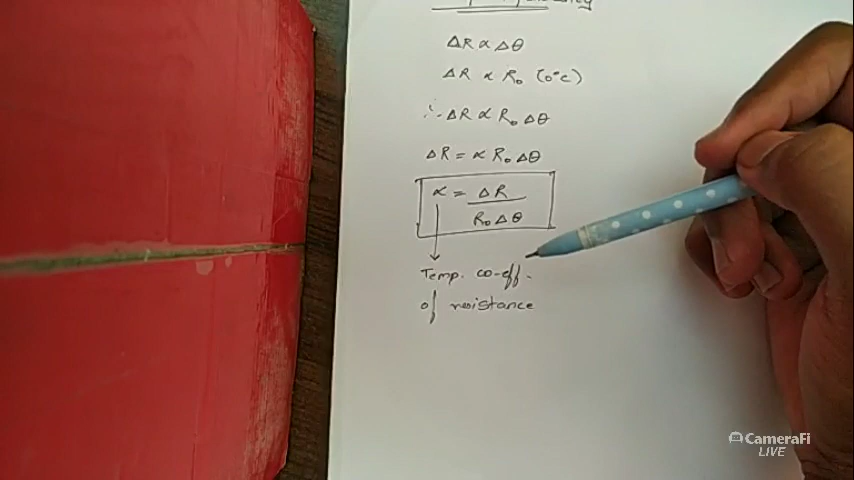 ΔR ∝ Δθ
ΔR ∝ R₀ (0°c)
∴ ΔR ∝ R₀ Δθ
ΔR = ∝ R₀ Δθ
∝ = ΔR / R₀ Δθ
Temp. co-eff.
of resistance
CameraFi
LIVE